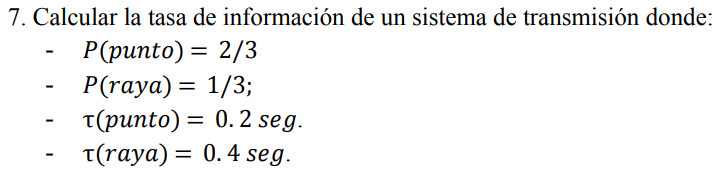 7. Calcular la tasa de información de un sistema de transmisión donde:
- P(punto) = 2/3
- P(raya) = 1/3;
- τ(punto) = 0.2 seg.
- τ(raya) = 0.4 seg.